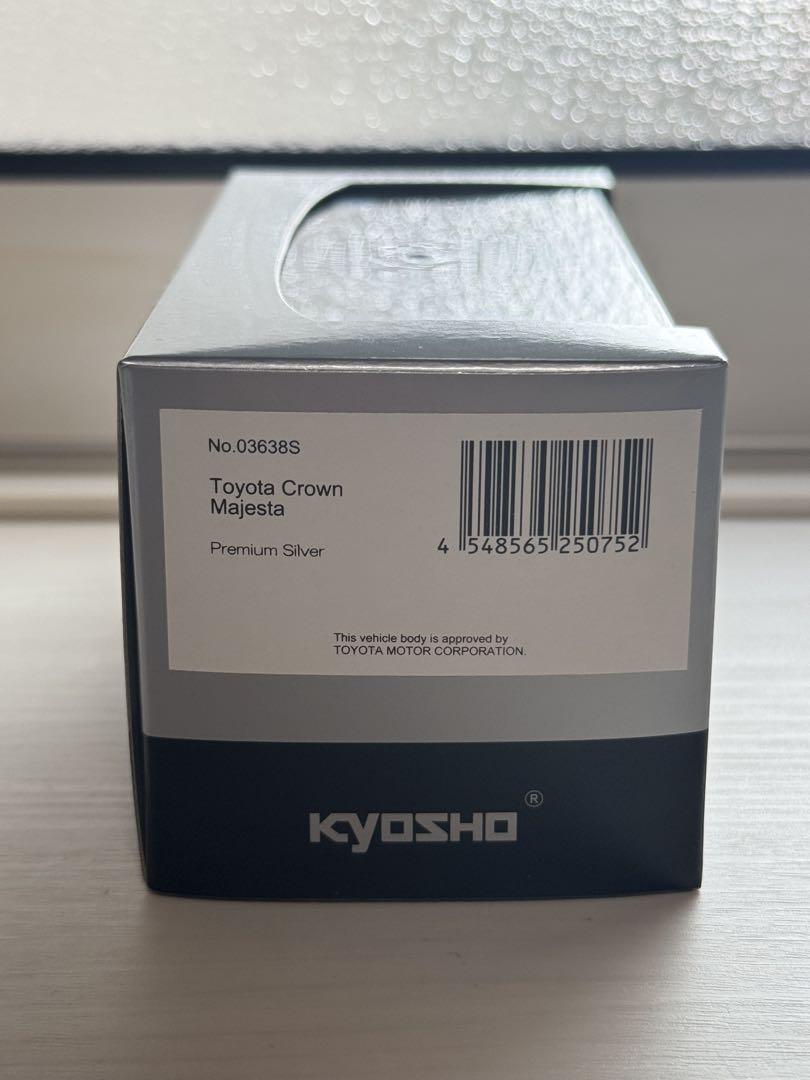 No.03638S
Toyota Crown
Majesta
Premium Silver
4 548565 250752
This vehicle body is approved by
TOYOTA MOTOR CORPORATION.
KYOSHO®